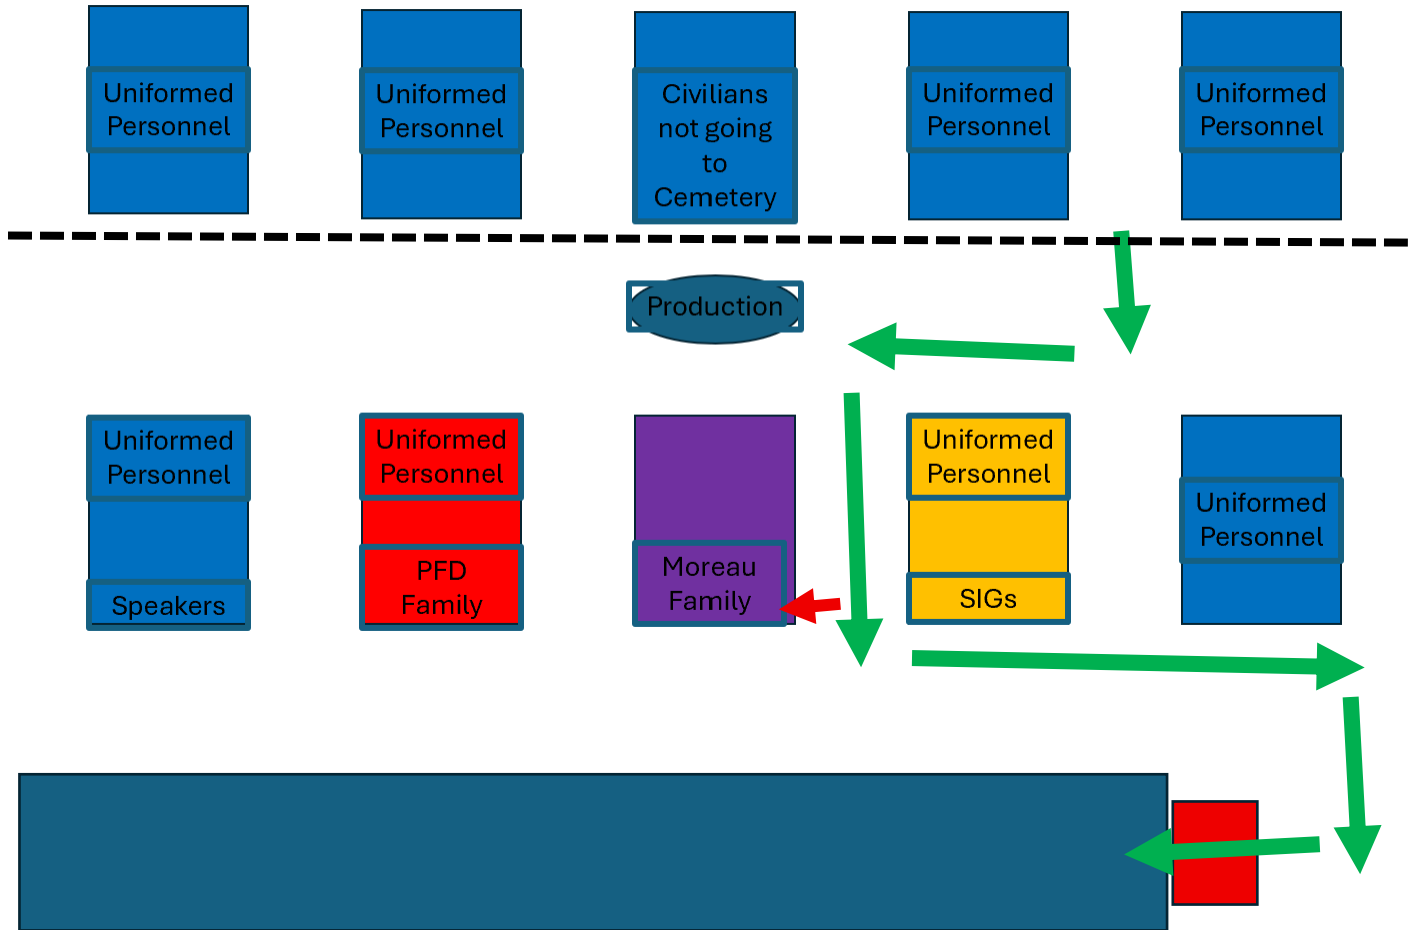 Uniformed
Personnel
Uniformed
Personnel
Civilians
not going
to
Cemetery
Uniformed
Personnel
Uniformed
Personnel
Production
Uniformed
Personnel
Speakers
Uniformed
Personnel
PFD
Family
Moreau
Family
Uniformed
Personnel
SIGs
Uniformed
Personnel